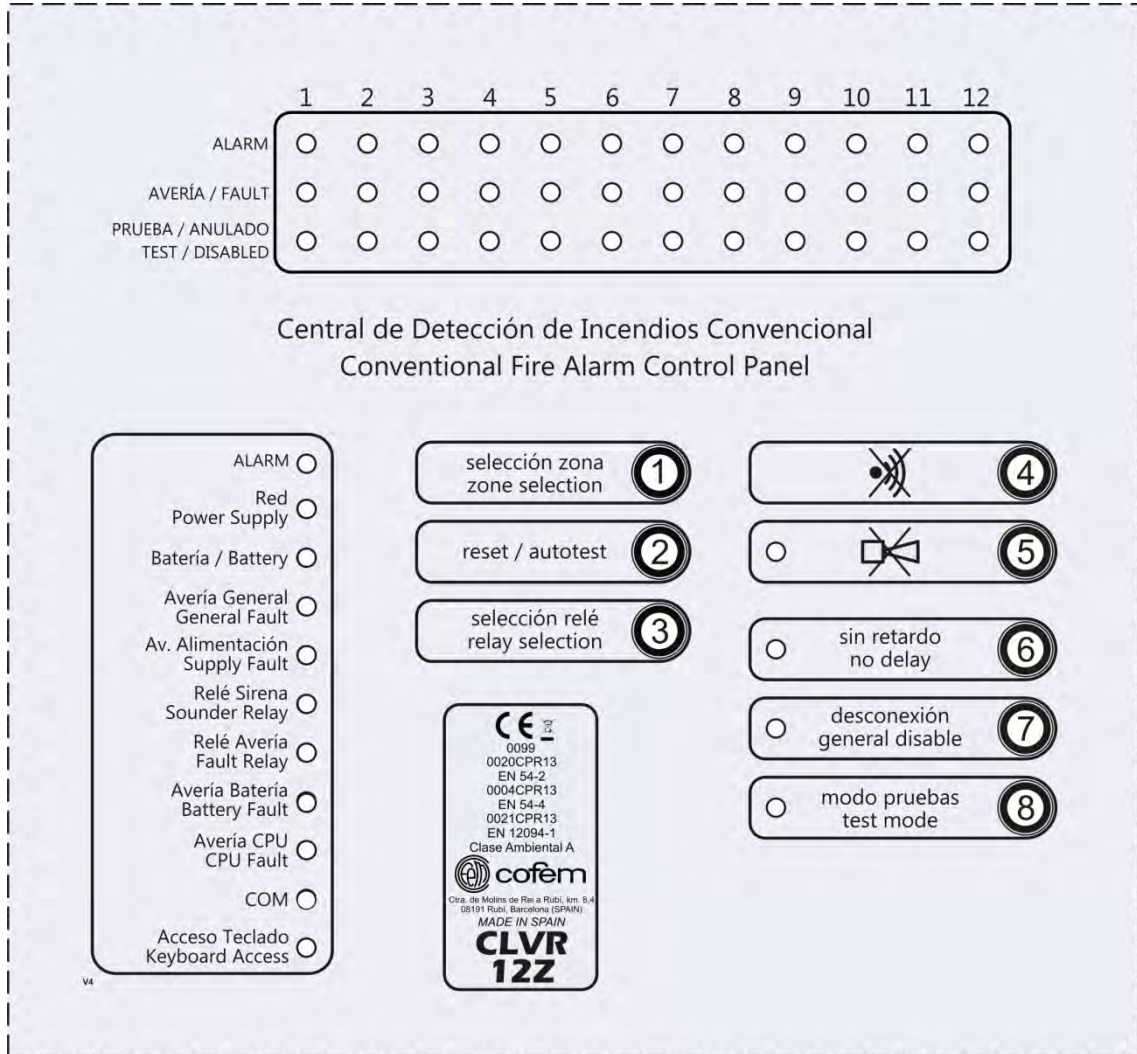 1 2 3 4 5 6 7 8 9 10 11 12
ALARM
AVERÍA / FAULT
PRUEBA / ANULADO
TEST / DISABLED
Central de Detección de Incendios Convencional
Conventional Fire Alarm Control Panel
ALARM
Red
Power Supply
Batería / Battery
Avería General
General Fault
Av. Alimentación
Supply Fault
Relé Sirena
Sounder Relay
Relé Avería
Fault Relay
Avería Batería
Battery Fault
Avería CPU
CPU Fault
COM
Acceso Teclado
Keyboard Access
V4
selección zona
zone selection
1
reset / autotest
2
selección relé
relay selection
3
CE
0099
0020CPR13
EN 54-2
0004CPR13
EN 54-4
0021CPR13
EN 12094-1
Clase Ambiental A
cofem
Ctra. de Molins de Rei a Rubí, km. 8,4
08191 Rubí, Barcelona (SPAIN)
MADE IN SPAIN
CLVR
12Z
4
5
sin retardo
no delay
6
desconexión
general disable
7
modo pruebas
test mode
8